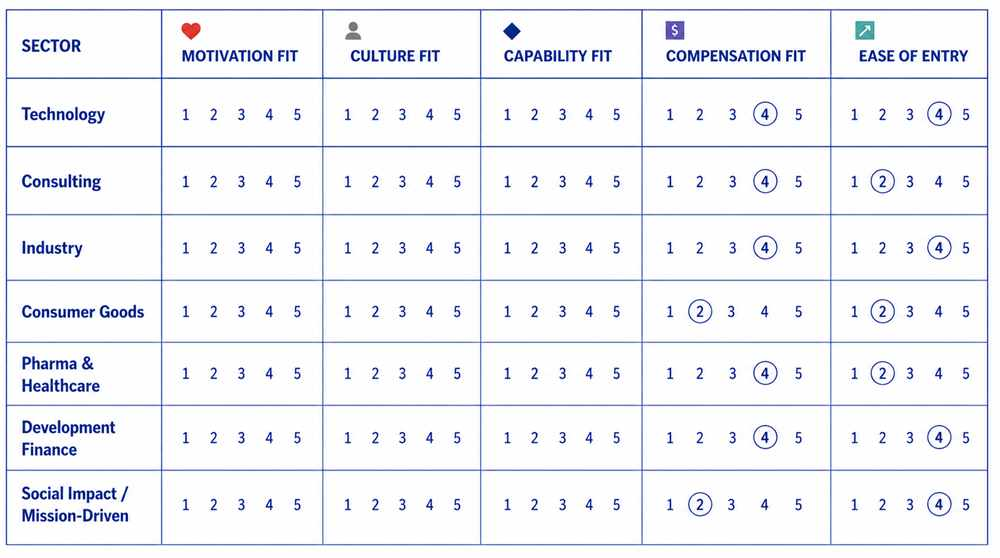 SECTOR MOTIVATION FIT CULTURE FIT CAPABILITY FIT $ COMPENSATION FIT EASE OF ENTRY
Technology 1 2 3 4 5 1 2 3 4 5 1 2 3 4 5 1 2 3 4 5 1 2 3 4 5
Consulting 1 2 3 4 5 1 2 3 4 5 1 2 3 4 5 1 2 3 4 5 1 2 3 4 5
Industry 1 2 3 4 5 1 2 3 4 5 1 2 3 4 5 1 2 3 4 5 1 2 3 4 5
Consumer Goods 1 2 3 4 5 1 2 3 4 5 1 2 3 4 5 1 2 3 4 5 1 2 3 4 5
Pharma &
Healthcare 1 2 3 4 5 1 2 3 4 5 1 2 3 4 5 1 2 3 4 5 1 2 3 4 5
Development
Finance 1 2 3 4 5 1 2 3 4 5 1 2 3 4 5 1 2 3 4 5 1 2 3 4 5
Social Impact /
Mission-Driven 1 2 3 4 5 1 2 3 4 5 1 2 3 4 5 1 2 3 4 5 1 2 3 4 5